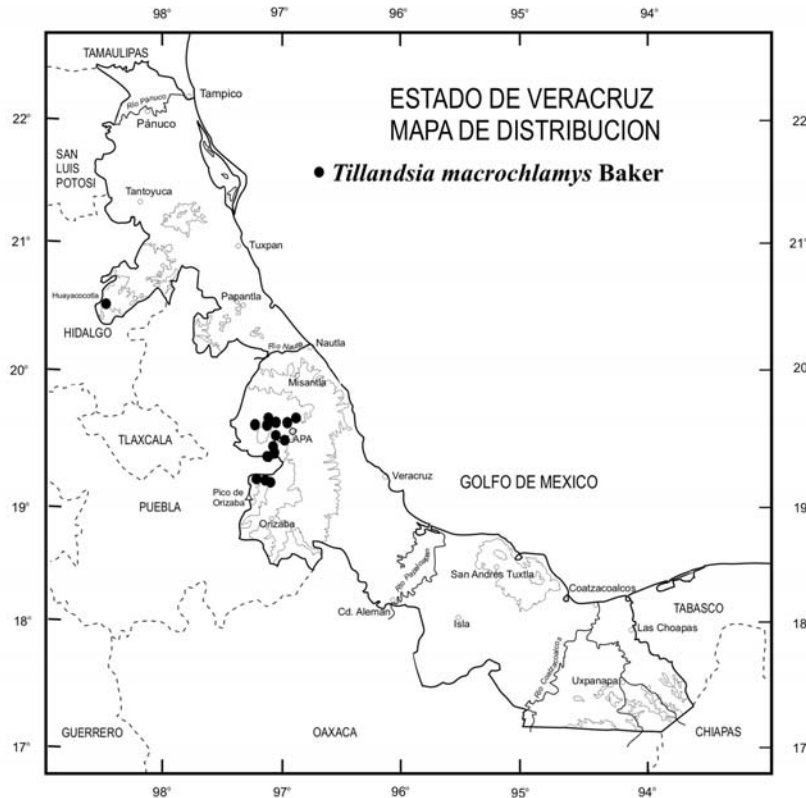 98° 97° 96° 95° 94°
TAMAULIPAS
Tampico
Río Pánuco
Pánuco
ESTADO DE VERACRUZ
MAPA DE DISTRIBUCION
22° 22°
SAN
LUIS
POTOSI
• Tillandsia macrochlamys Baker
Tantoyuca
21° 21°
Tuxpan
Huayacocotla
Papantla
HIDALGO
Río Nautla
Nautla
20° 20°
Misantla
TLAXCALA
LAPA
Veracruz
GOLFO DE MEXICO
Pico de
Orizaba
PUEBLA
19° 19°
Orizaba
Río Papaloapan
San Andrés Tuxtla
Coatzacoalcos
TABASCO
Cd. Alemán
Isla
18° 18°
Las Choapas
Río Coatzacoalcos
Uxpanapa
GUERRERO
OAXACA
CHIAPAS
17° 17°
98° 97° 96° 95° 94°